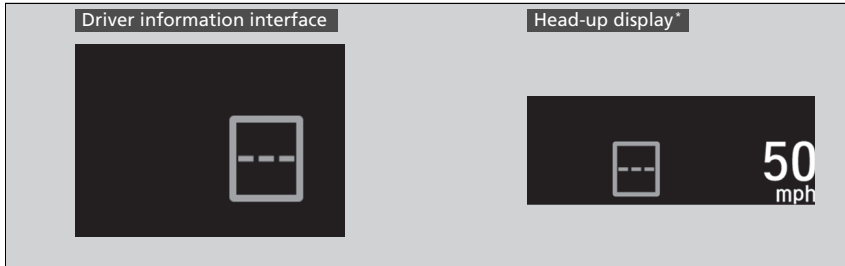 Driver information interface
Head-up display*
---
---
50
mph